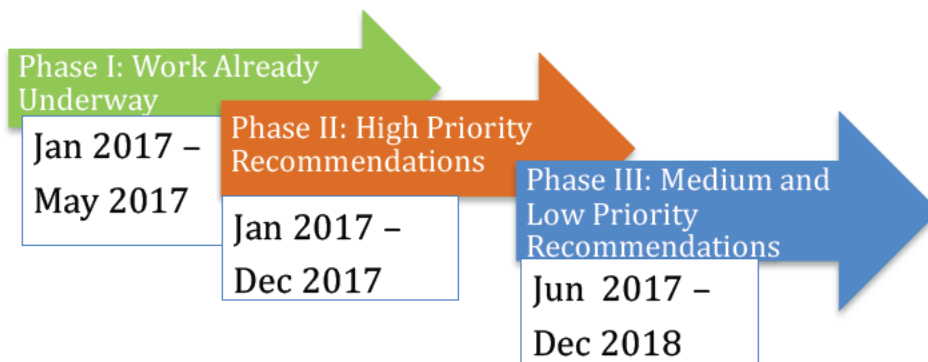 Phase I: Work Already
Underway
Jan 2017 –
May 2017
Phase II: High Priority
Recommendations
Jan 2017 –
Dec 2017
Phase III: Medium and
Low Priority
Recommendations
Jun  2017 –
Dec 2018